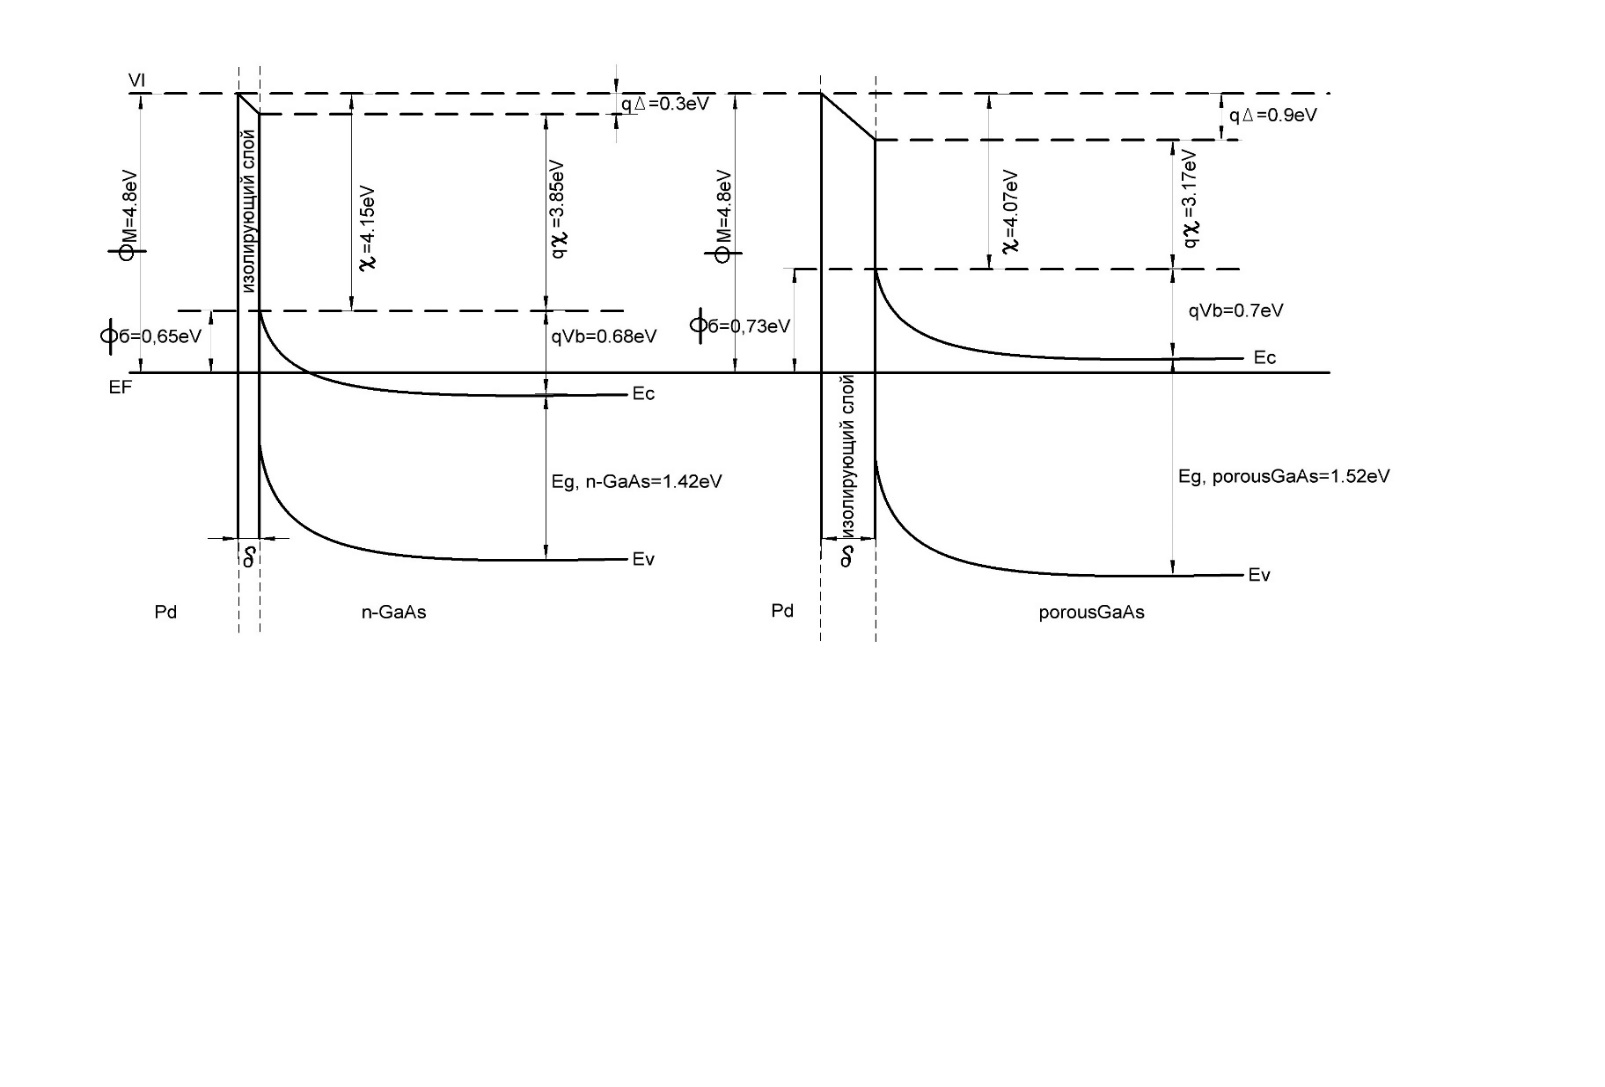 Vl
ϕM=4.8eV
изолирующий слой
χ=4.15eV
qχ=3.85eV
qΔ=0.3eV
ϕб=0,65eV
qVb=0.68eV
EF
Ec
Eg, n-GaAs=1.42eV
Ev
δ
Pd
n-GaAs
ϕM=4.8eV
χ=4.07eV
qχ=3.17eV
qΔ=0.9eV
ϕб=0,73eV
qVb=0.7eV
Ec
изолирующий слой
Eg, porousGaAs=1.52eV
Ev
δ
Pd
porousGaAs